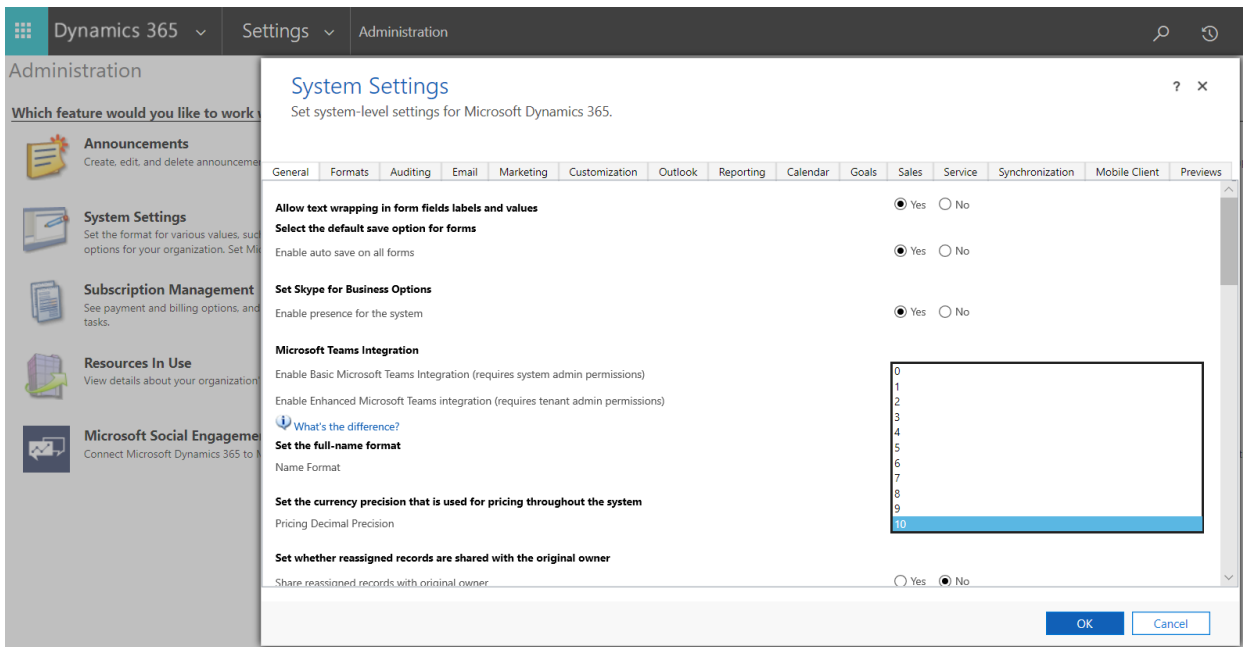 Dynamics 365
Settings
Administration
Administration
Which feature would you like to work
Announcements
Create, edit, and delete announceme
System Settings
Set the format for various values, suc
options for your organization. Set Mi
Subscription Management
See payment and billing options, and
tasks.
Resources In Use
View details about your organization'
Microsoft Social Engageme
Connect Microsoft Dynamics 365 to M
System Settings
? ×
Set system-level settings for Microsoft Dynamics 365.
General Formats Auditing Email Marketing Customization Outlook Reporting Calendar Goals Sales Service Synchronization Mobile Client Previews
Allow text wrapping in form fields labels and values Yes No
Select the default save option for forms
Enable auto save on all forms Yes No
Set Skype for Business Options
Enable presence for the system Yes No
Microsoft Teams Integration
Enable Basic Microsoft Teams Integration (requires system admin permissions)
Enable Enhanced Microsoft Teams integration (requires tenant admin permissions)
What's the difference?
Set the full-name format
Name Format
Set the currency precision that is used for pricing throughout the system
Pricing Decimal Precision
0
1
2
3
4
5
6
7
8
9
10
Set whether reassigned records are shared with the original owner
Share reassigned records with original owner Yes No
OK Cancel